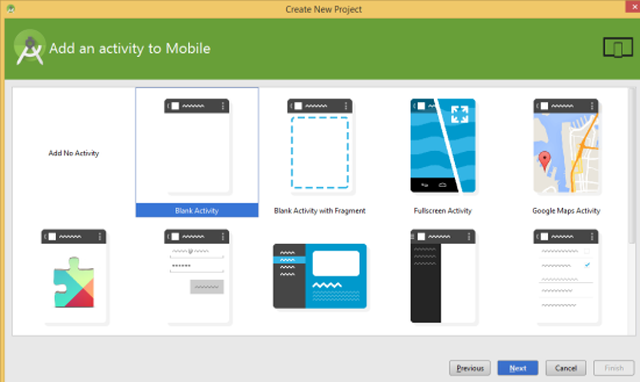 Create New Project
Add an activity to Mobile
Add No Activity
Blank Activity
Blank Activity with Fragment
Fullscreen Activity
Google Maps Activity
Previous
Next
Cancel
Finish